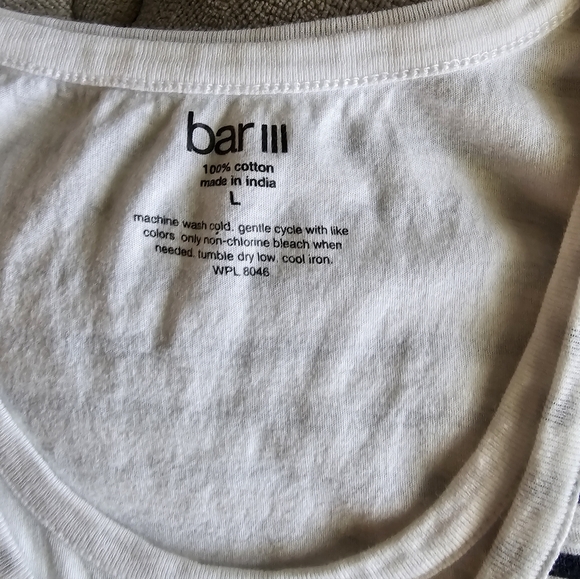 bar III
100% cotton
made in india
L
machine wash cold. gentle cycle with like
colors. only non-chlorine bleach when
needed. tumble dry low. cool iron.
WPL 8046